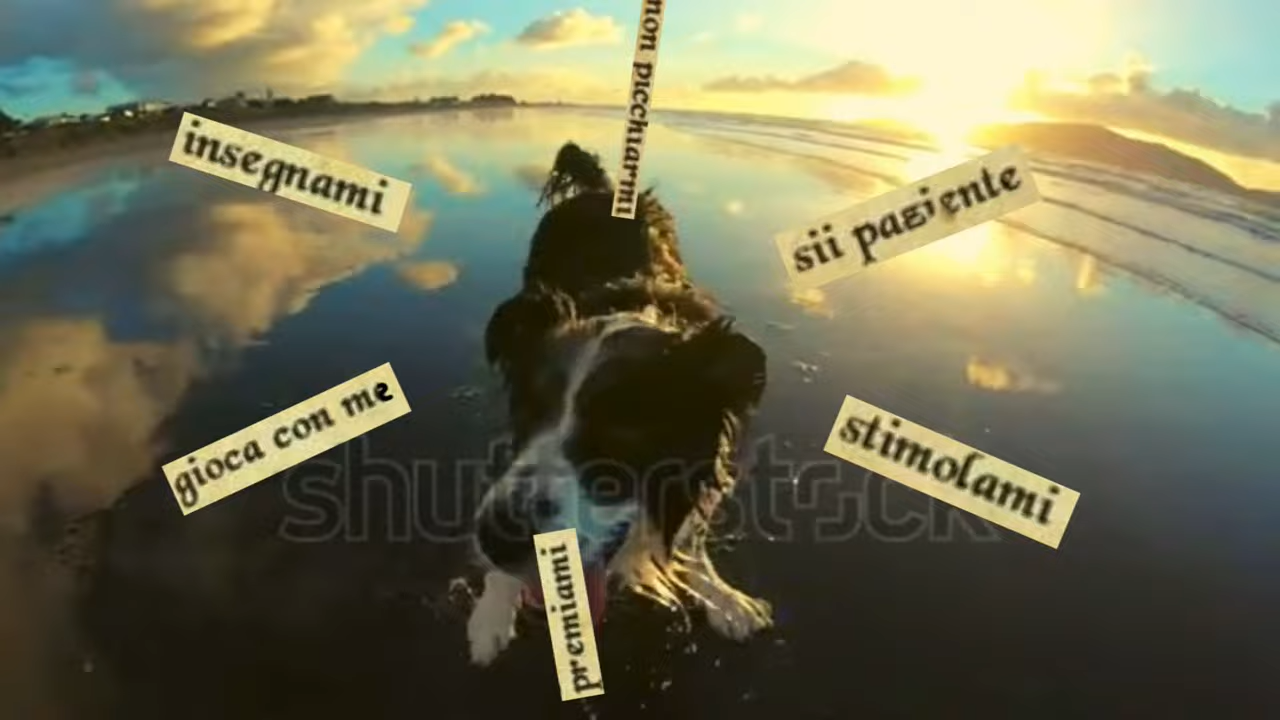 non picchiarmi
insegnami
sii paziente
gioca con me
stimolami
shutterstock
premiami